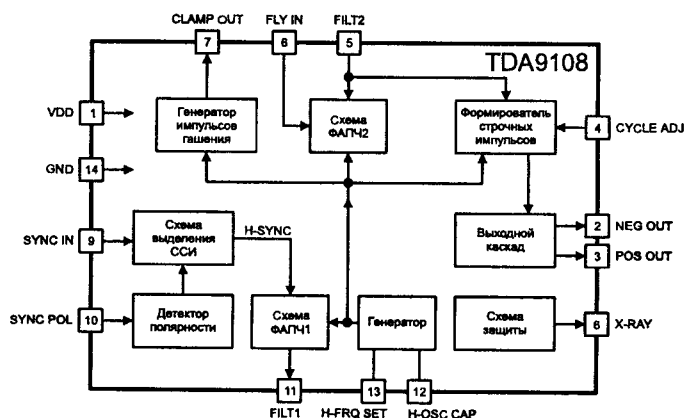 CLAMP OUT
FLY IN
FILT2
7
6
5
TDA9108
VDD
1
Генератор
импульсов
гашения
Схема
ФАПЧ2
Формирователь
строчных
импульсов
4
CYCLE ADJ
GND
14
SYNC IN
9
Схема
выделения
ССИ
H-SYNC
Выходной
каскад
2
NEG OUT
3
POS OUT
SYNC POL
10
Детектор
полярности
Схема
ФАПЧ1
Генератор
Схема
защиты
6
X-RAY
11
13
12
FILT1
H-FRQ SET
H-OSC CAP